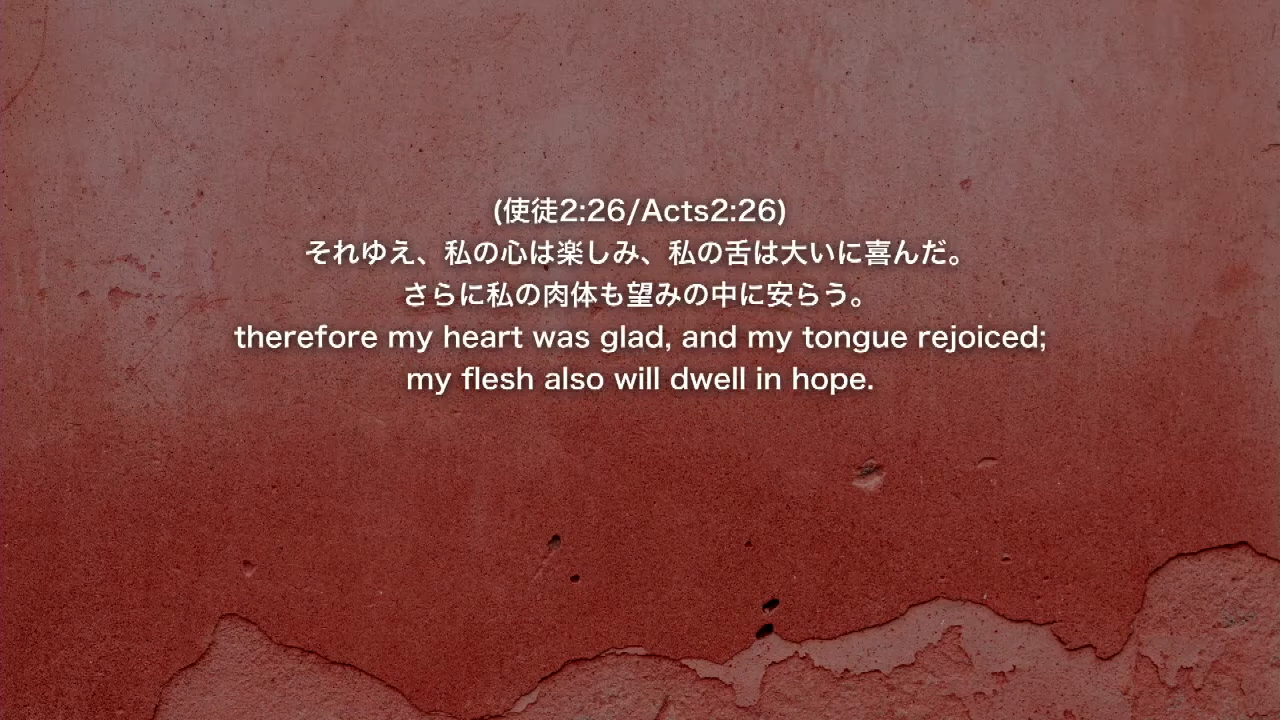 (使徒2:26/Acts2:26)
それゆえ、私の心は楽しみ、私の舌は大いに喜んだ。
さらに私の肉体も望みの中に安らう。
therefore my heart was glad, and my tongue rejoiced;
my flesh also will dwell in hope.